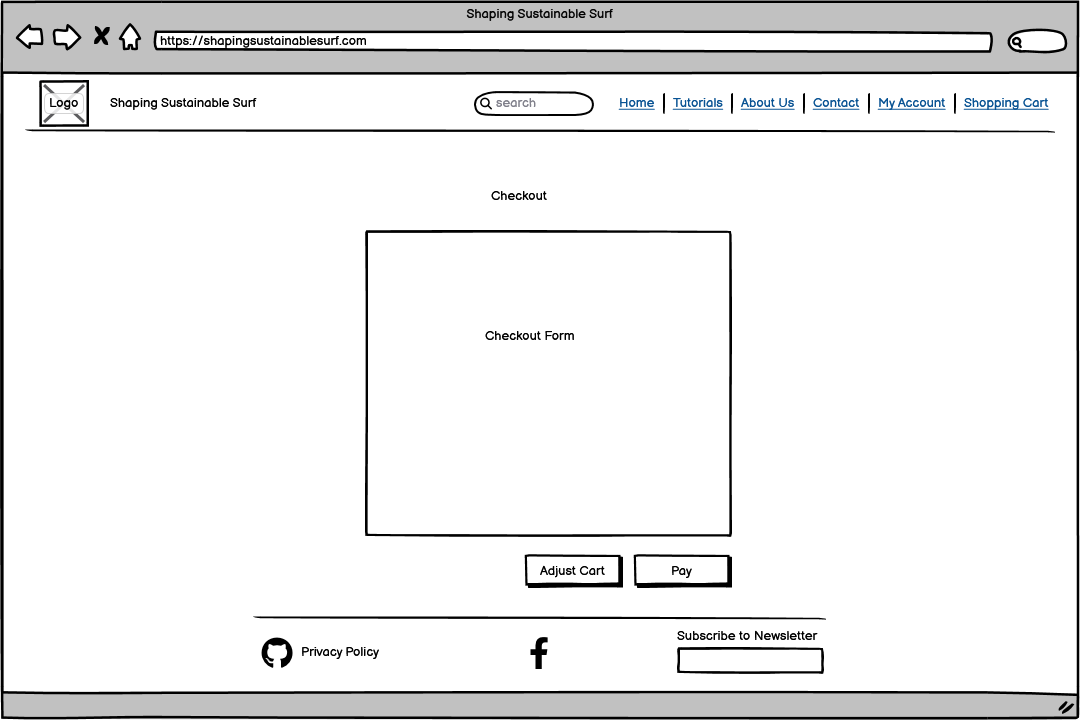 Shaping Sustainable Surf
https://shapingsustainablesurf.com
Logo
Shaping Sustainable Surf
search
Home
Tutorials
About Us
Contact
My Account
Shopping Cart
Checkout
Checkout Form
Adjust Cart
Pay
Privacy Policy
Subscribe to Newsletter